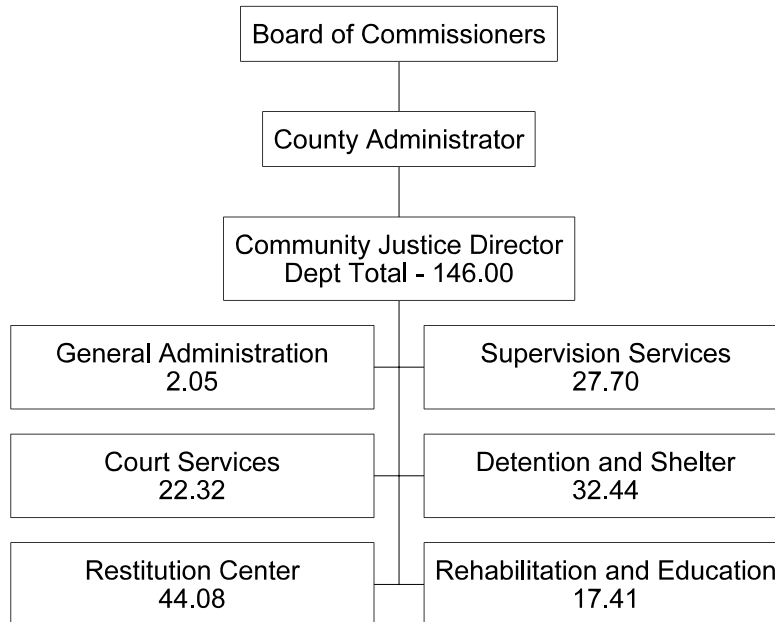 Board of Commissioners
County Administrator
Community Justice Director
Dept Total - 146.00
General Administration
2.05
Supervision Services
27.70
Court Services
22.32
Detention and Shelter
32.44
Restitution Center
44.08
Rehabilitation and Education
17.41